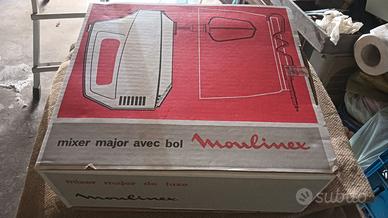 mixer major avec bol Moulinex
mixer major de luxe
subito